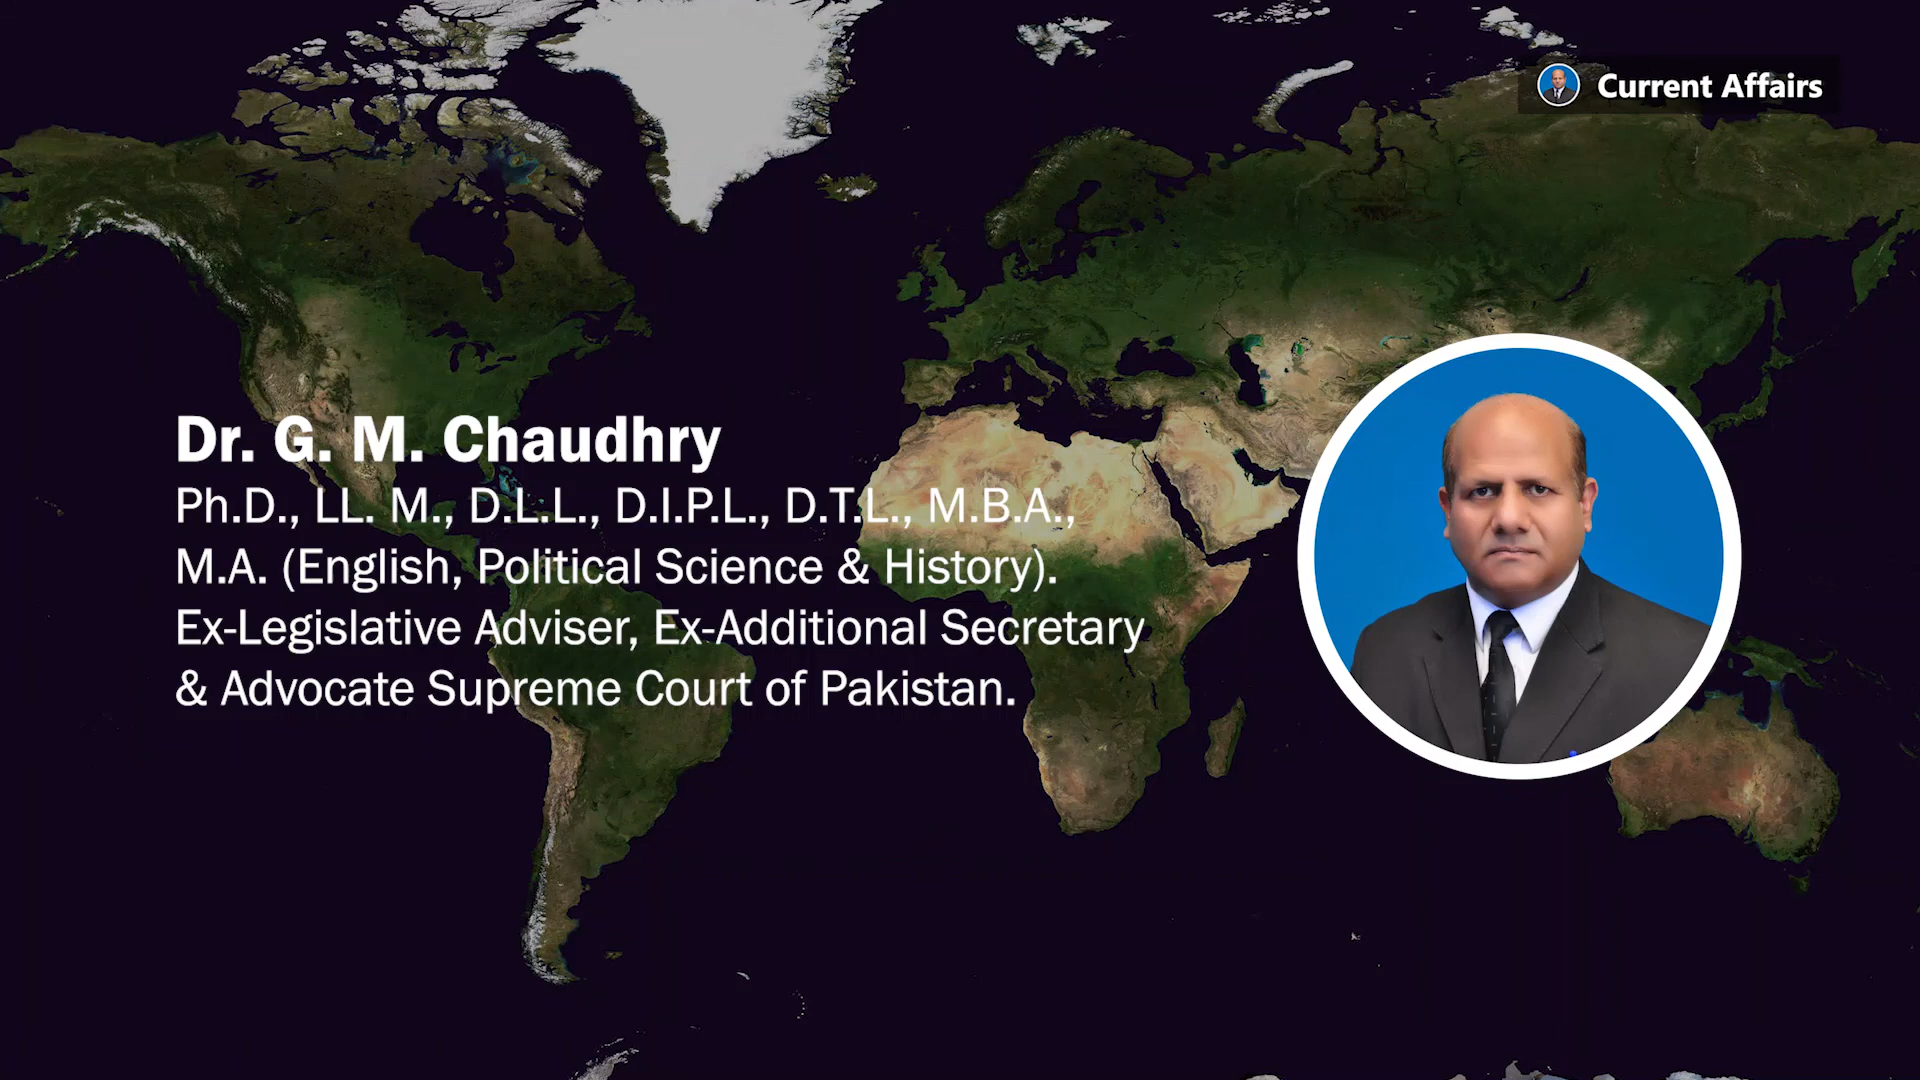 Current Affairs
Dr. G. M. Chaudhry
Ph.D., LL. M., D.L.L., D.I.P.L., D.T.L., M.B.A.,
M.A. (English, Political Science & History).
Ex-Legislative Adviser, Ex-Additional Secretary
& Advocate Supreme Court of Pakistan.